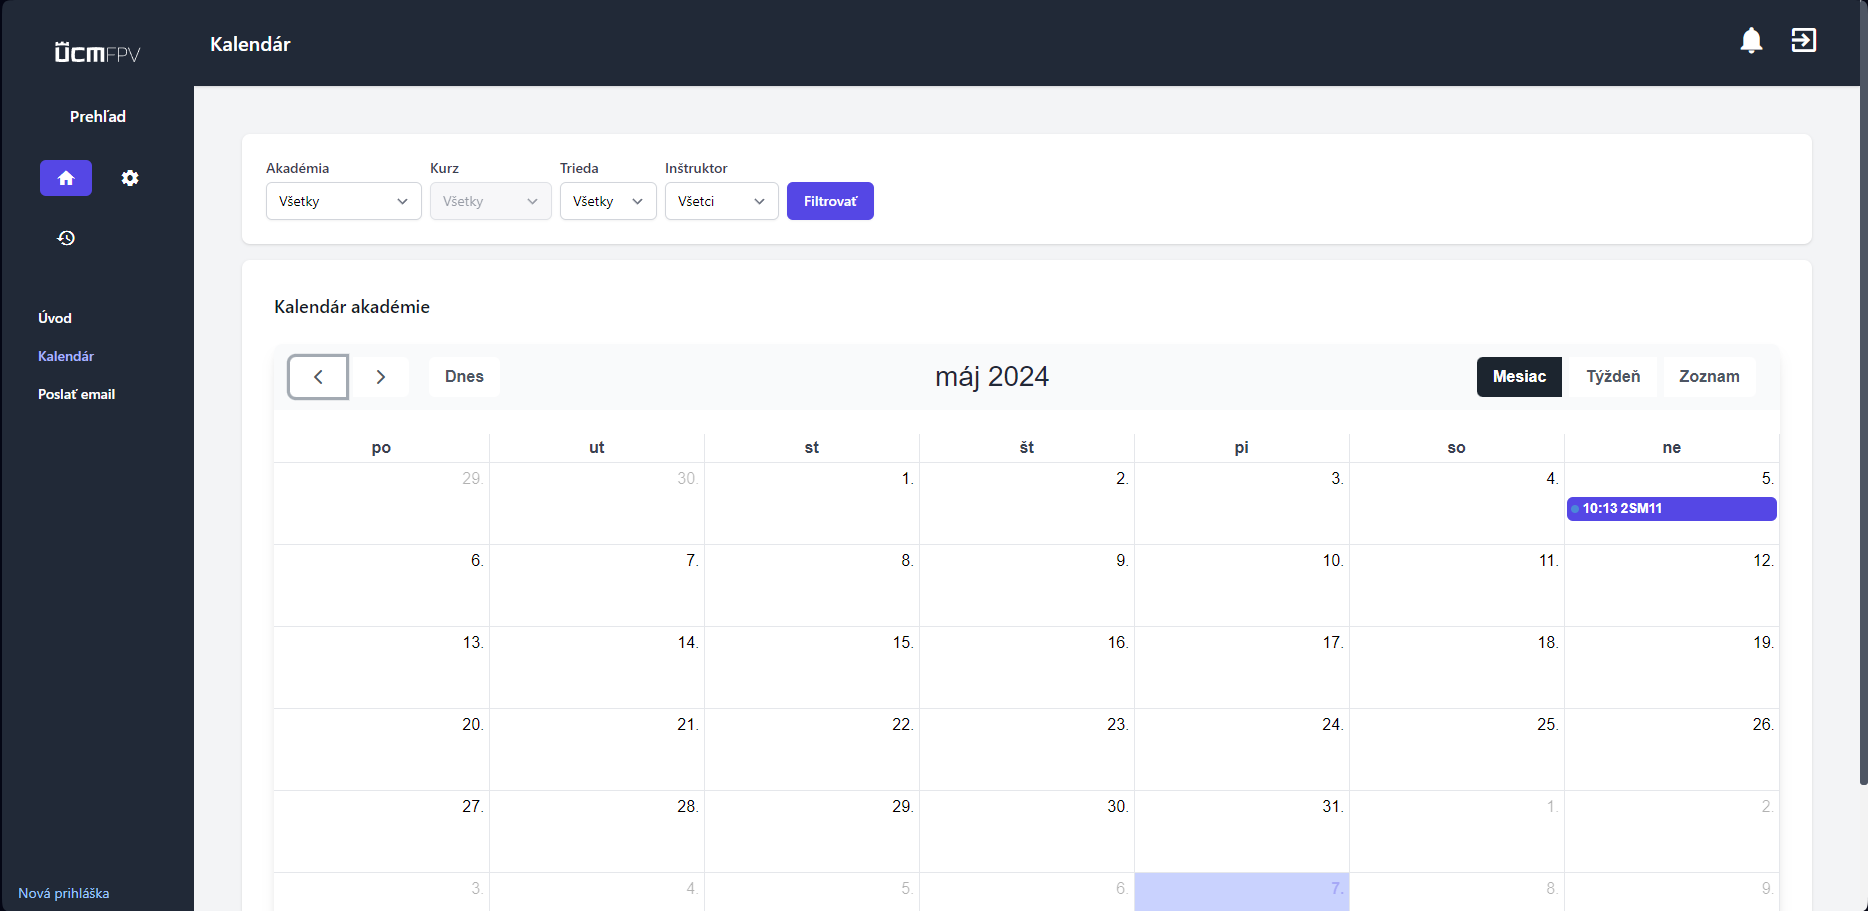 ÜCMFPV
Kalendár
Prehľad
Úvod
Kalendár
Poslať email
Nová prihláška
Akadémia
Kurz
Trieda
Inštruktor
Všetky
Všetky
Všetky
Všetci
Filtrovať
Kalendár akadémie
Dnes
máj 2024
Mesiac
Týždeň
Zoznam
po ut st št pi so ne
29. 30. 1. 2. 3. 4. 5.
10:13 2SM11
6. 7. 8. 9. 10. 11. 12.
13. 14. 15. 16. 17. 18. 19.
20. 21. 22. 23. 24. 25. 26.
27. 28. 29. 30. 31. 1. 2.
3. 4. 5. 6. 7. 8. 9.